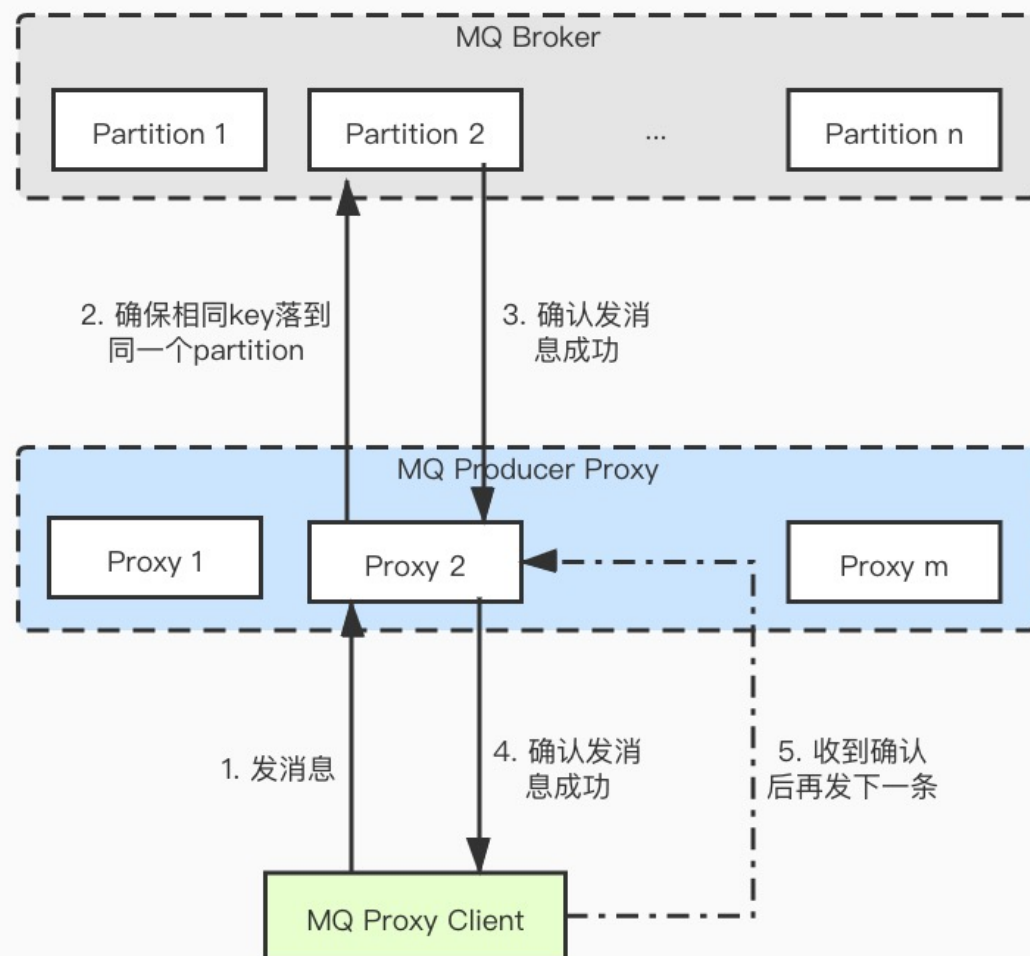 MQ Broker
Partition 1
Partition 2
...
Partition n
2. 确保相同key落到
同一个partition
3. 确认发消
息成功
MQ Producer Proxy
Proxy 1
Proxy 2
Proxy m
1. 发消息
4. 确认发消
息成功
5. 收到确认
后再发下一条
MQ Proxy Client